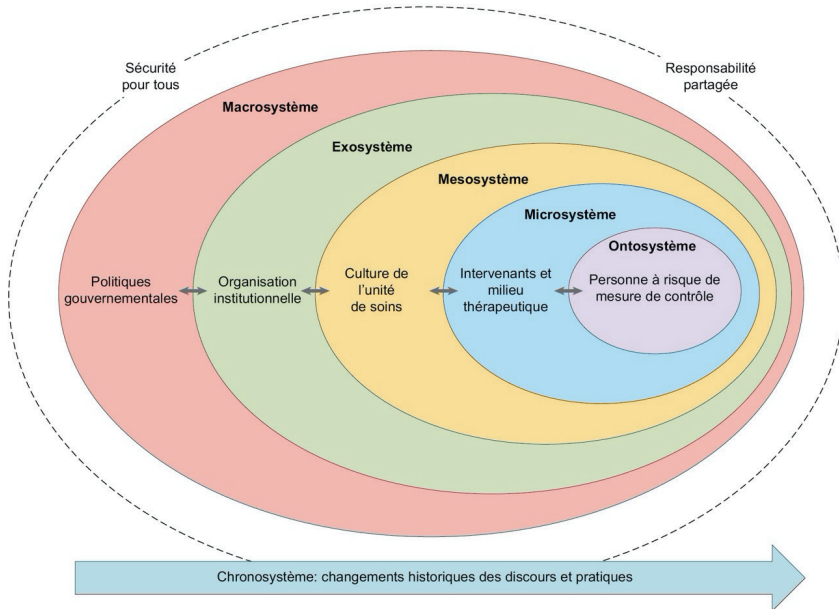 Sécurité
pour tous
Responsabilité
partagée
Macrosystème
Exosystème
Mesosystème
Microsystème
Ontosystème
Politiques
gouvernementales
Organisation
institutionnelle
Culture de
l’unité
de soins
Intervenants et
milieu
thérapeutique
Personne à risque de
mesure de contrôle
Chronosystème: changements historiques des discours et pratiques